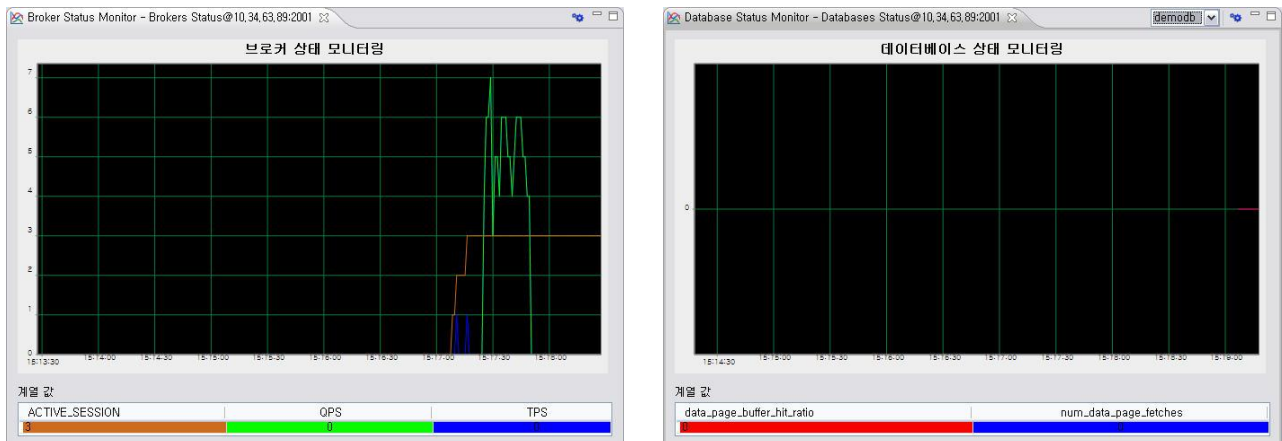 Broker Status Monitor - Brokers Status@10,34,63,89:2001
브로커 상태 모니터링
7
6
5
4
3
2
1
0
15:13:30 15:14:00 15:14:30 15:15:00 15:15:30 15:16:00 15:16:30 15:17:00 15:17:30 15:18:00
계열 값
ACTIVE_SESSION QPS TPS
3 0 0
Database Status Monitor - Databases Status@10,34,63,89:2001 demodb
데이터베이스 상태 모니터링
0
15:14:30 15:15:00 15:15:30 15:16:00 15:16:30 15:17:00 15:17:30 15:18:00 15:18:30 15:19:00
계열 값
data_page_buffer_hit_ratio num_data_page_fetches
0 0